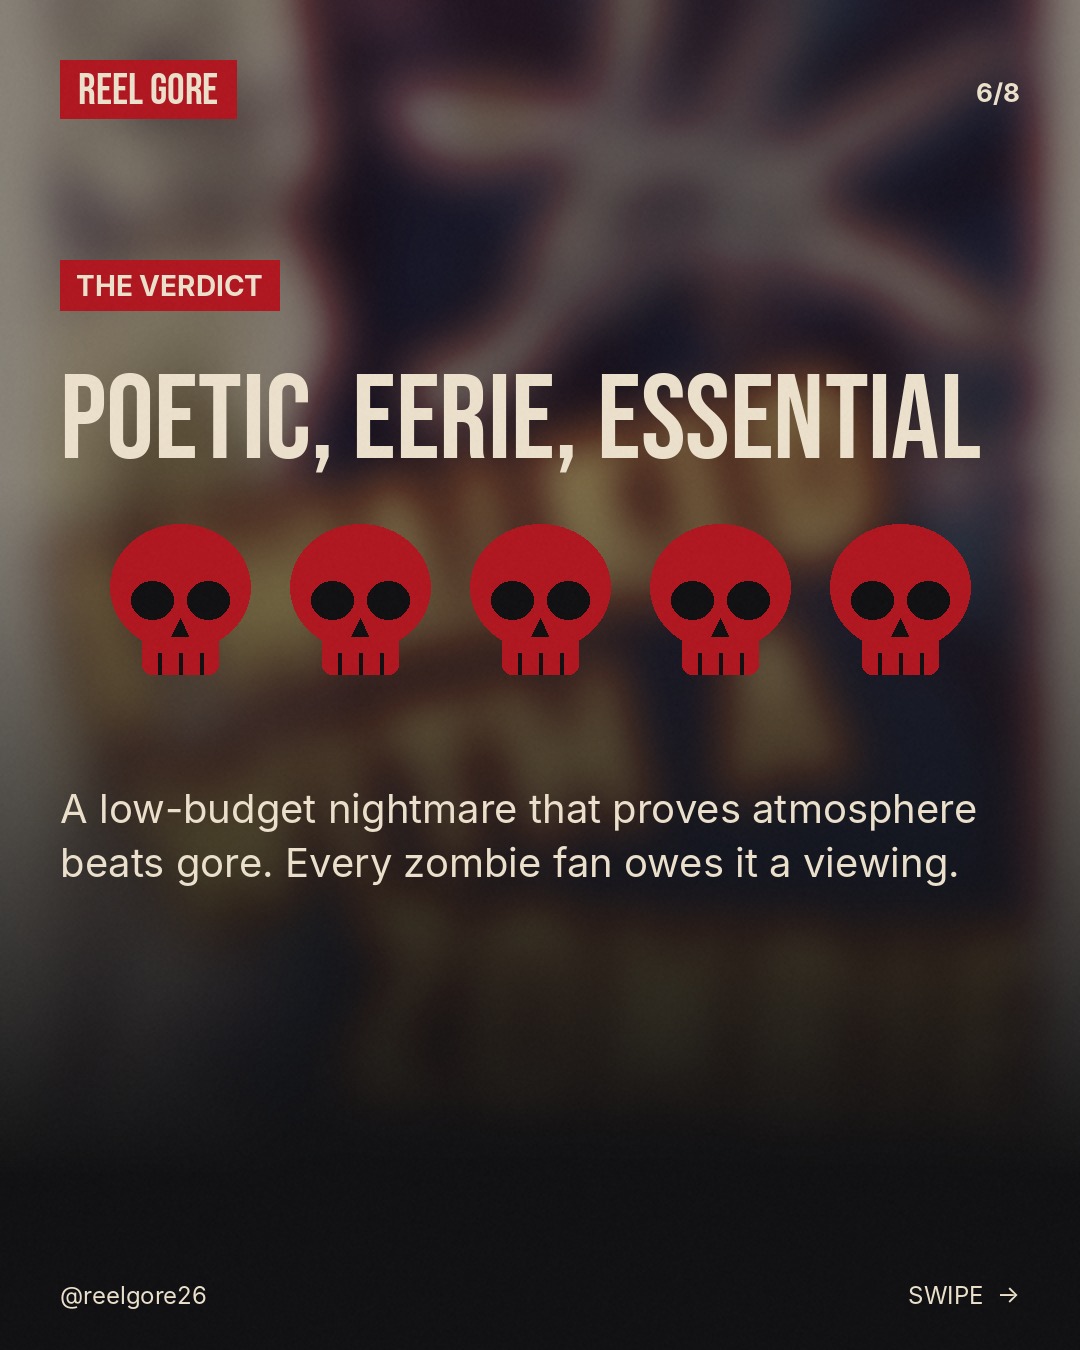 REEL GORE
6/8
THE VERDICT
POETIC, EERIE, ESSENTIAL
A low-budget nightmare that proves atmosphere
beats gore. Every zombie fan owes it a viewing.
@reelgore26
SWIPE →